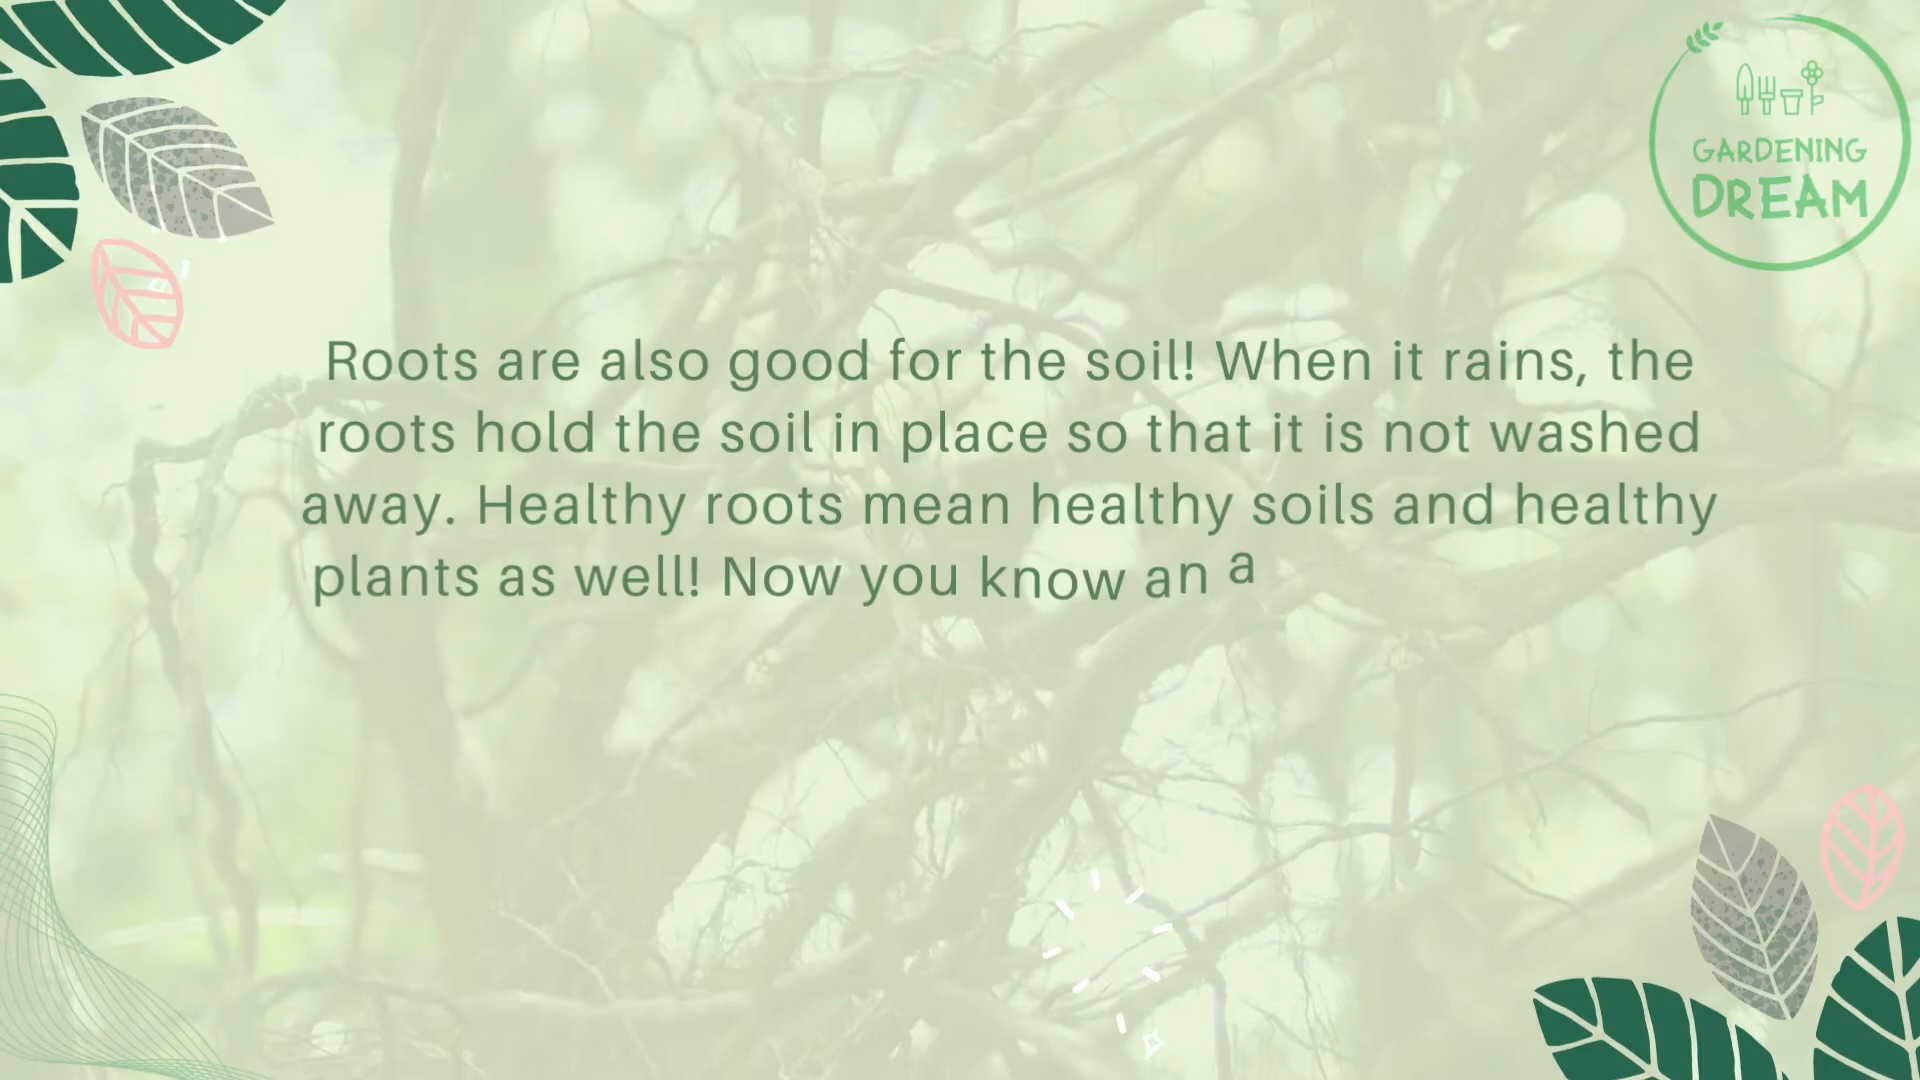 GARDENING
DREAM
Roots are also good for the soil! When it rains, the
roots hold the soil in place so that it is not washed
away. Healthy roots mean healthy soils and healthy
plants as well! Now you know an a